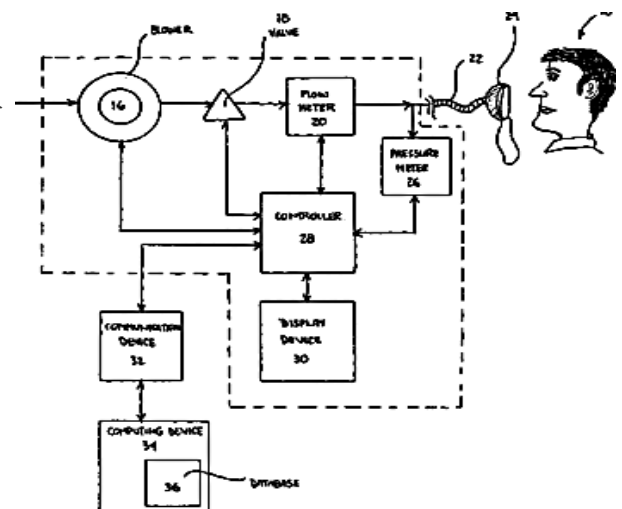 BLOWER
18
VALVE
24
22
16
FLOW
METER
20
PRESSURE
METER
26
CONTROLLER
28
COMMUNICATION
DEVICE
32
DISPLAY
DEVICE
30
COMPUTING DEVICE
34
36
DATABASE